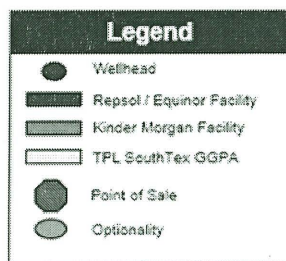 Legend
Wellhead
Repsol / Equinor Facility
Kinder Morgan Facility
TPL SouthTex GGPA
Point of Sale
Optionality